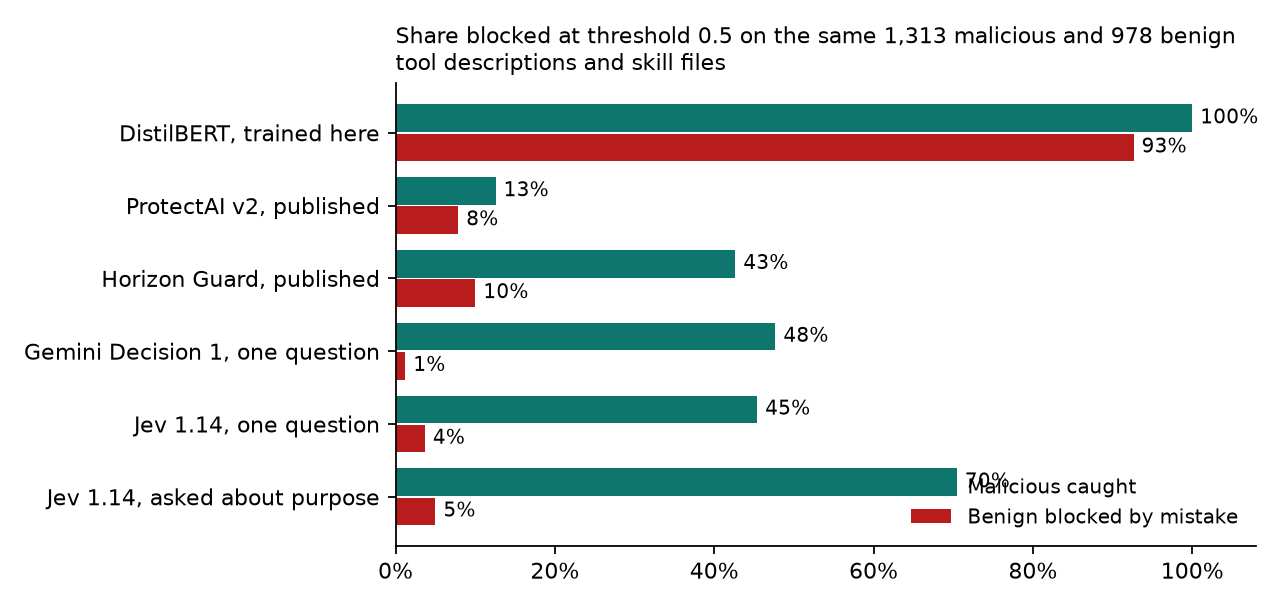 Share blocked at threshold 0.5 on the same 1,313 malicious and 978 benign
tool descriptions and skill files
DistilBERT, trained here
100%
93%
ProtectAI v2, published
13%
8%
Horizon Guard, published
43%
10%
Gemini Decision 1, one question
48%
1%
Jev 1.14, one question
45%
4%
Jev 1.14, asked about purpose
70%
5%
Malicious caught
Benign blocked by mistake
0% 20% 40% 60% 80% 100%